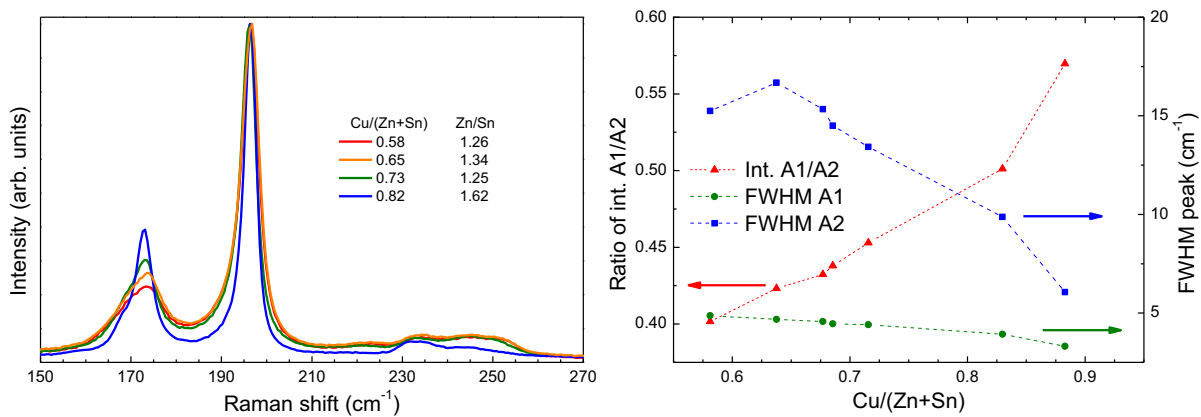 Intensity (arb. units)
Cu/(Zn+Sn) Zn/Sn
0.58 1.26
0.65 1.34
0.73 1.25
0.82 1.62
150 170 190 210 230 250 270
Raman shift (cm-1)
Ratio of int. A1/A2
0.60
0.55
0.50
0.45
0.40
Int. A1/A2
FWHM A1
FWHM A2
20
15
10
5
FWHM peak (cm-1)
0.6 0.7 0.8 0.9
Cu/(Zn+Sn)